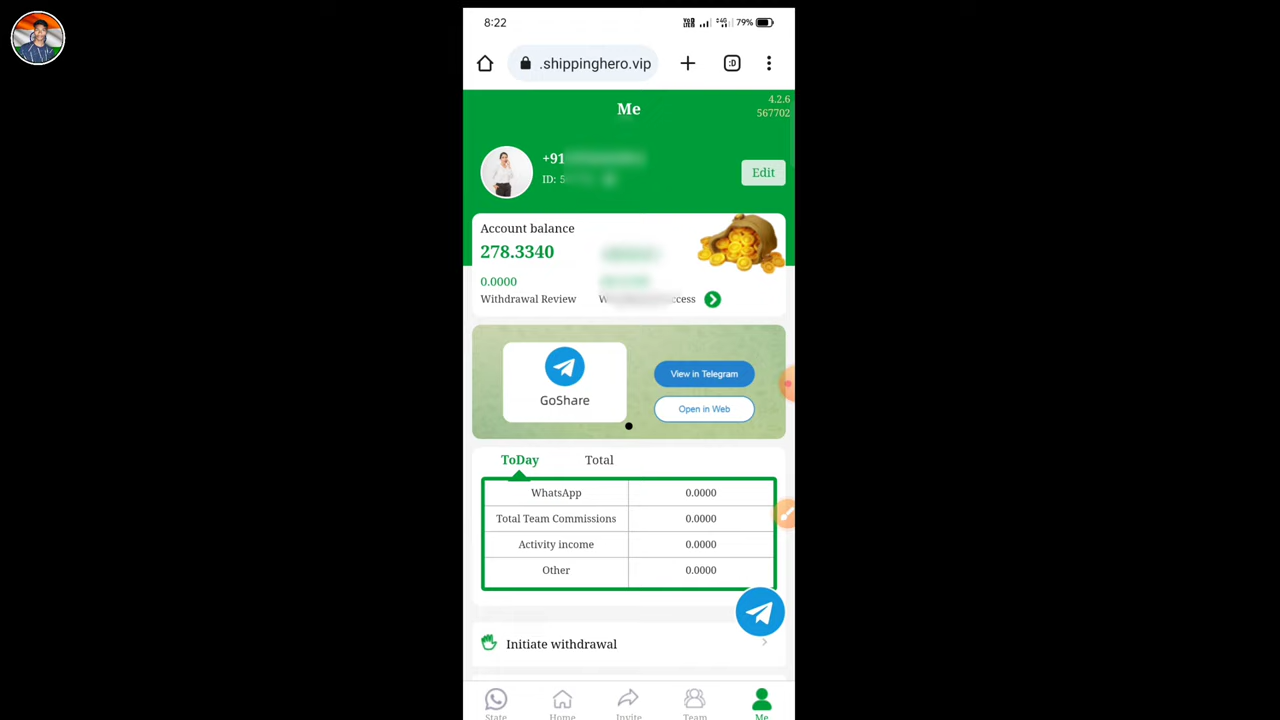 8:22
79%
.shippinghero.vip
:D
Me
4.2.6
567702
+91
ID: 5
Edit
Account balance
278.3340
0.0000
Withdrawal Review
GoShare
View in Telegram
Open in Web
ToDay
Total
WhatsApp 0.0000
Total Team Commissions 0.0000
Activity income 0.0000
Other 0.0000
Initiate withdrawal
State
Home
Invite
Team
Me